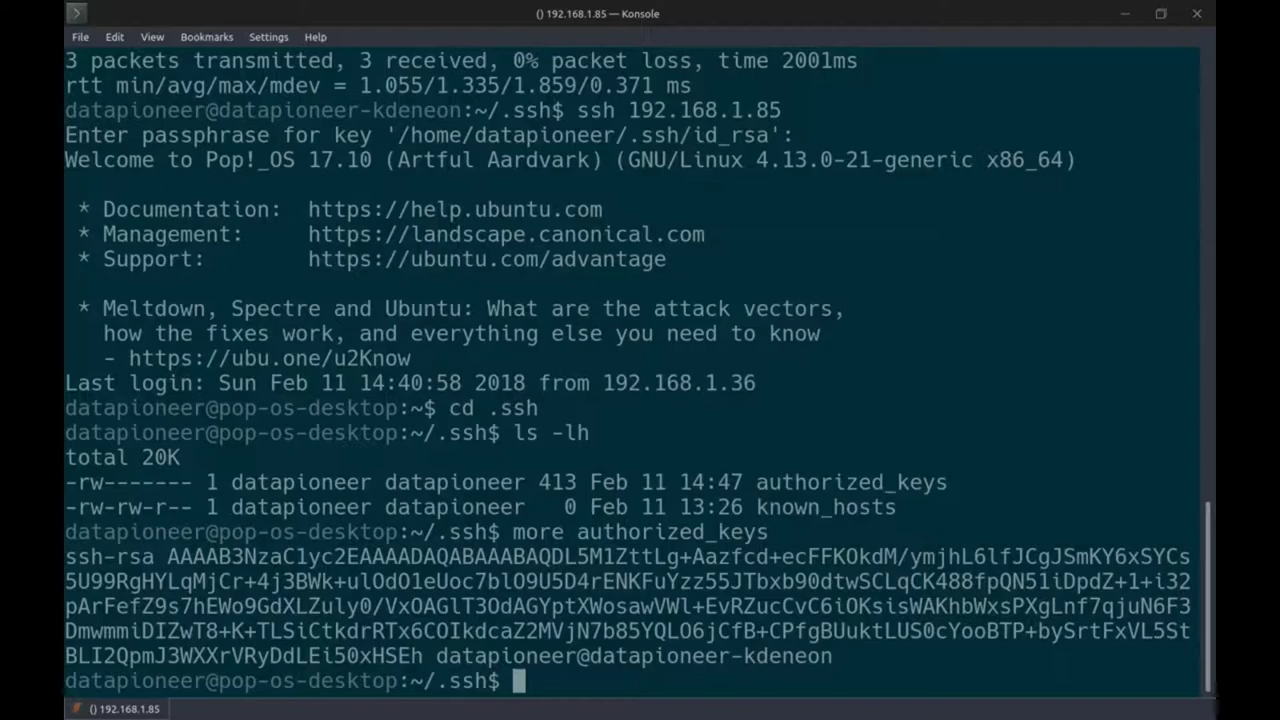 () 192.168.1.85 — Konsole
File Edit View Bookmarks Settings Help
3 packets transmitted, 3 received, 0% packet loss, time 2001ms
rtt min/avg/max/mdev = 1.055/1.335/1.859/0.371 ms
datapioneer@datapioneer-kdeneon:~/.ssh$ ssh 192.168.1.85
Enter passphrase for key '/home/datapioneer/.ssh/id_rsa':
Welcome to Pop!_OS 17.10 (Artful Aardvark) (GNU/Linux 4.13.0-21-generic x86_64)
* Documentation:  https://help.ubuntu.com
* Management:     https://landscape.canonical.com
* Support:        https://ubuntu.com/advantage
* Meltdown, Spectre and Ubuntu: What are the attack vectors,
how the fixes work, and everything else you need to know
- https://ubu.one/u2Know
Last login: Sun Feb 11 14:40:58 2018 from 192.168.1.36
datapioneer@pop-os-desktop:~$ cd .ssh
datapioneer@pop-os-desktop:~/.ssh$ ls -lh
total 20K
-rw------- 1 datapioneer datapioneer 413 Feb 11 14:47 authorized_keys
-rw-rw-r-- 1 datapioneer datapioneer   0 Feb 11 13:26 known_hosts
datapioneer@pop-os-desktop:~/.ssh$ more authorized_keys
ssh-rsa AAAAB3NzaC1yc2EAAAADAQABAAABAQDL5M1ZttLg+Aazfcd+ecFFKOkdM/ymjhL6lfJCgJSmKY6xSYCs
5U99RgHYLqMjCr+4j3BWk+ulOdO1eUoc7blO9U5D4rENKFuYzz55JTbxb90dtwSCLqCK488fpQN51iDpdZ+1+i32
pArFefZ9s7hEWo9GdXLZuly0/VxOAGlT3OdAGYptXWosawVWl+EvRZucCvC6iOKsisWAKhbWxsPXgLnf7qjuN6F3
DmwmmiDIZwT8+K+TLSiCtkdrRTx6COIkdcaZ2MVjN7b85YQLO6jCfB+CPfgBUuktLUS0cYooBTP+bySrtFxVL5St
BLI2QpmJ3WXXrVRyDdLEi50xHSEh datapioneer@datapioneer-kdeneon
datapioneer@pop-os-desktop:~/.ssh$
() 192.168.1.85